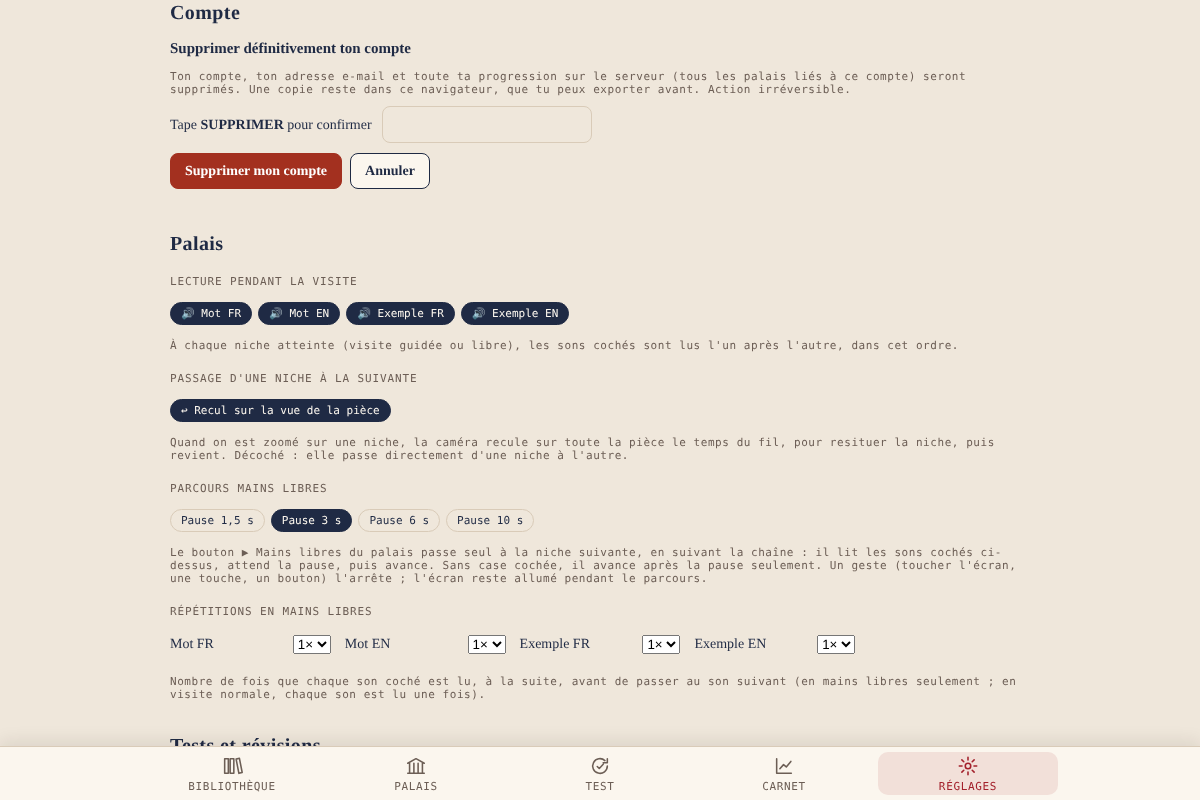 Compte
Supprimer définitivement ton compte
Ton compte, ton adresse e-mail et toute ta progression sur le serveur (tous les palais liés à ce compte) seront
supprimés. Une copie reste dans ce navigateur, que tu peux exporter avant. Action irréversible.
Tape SUPPRIMER pour confirmer
Supprimer mon compte Annuler
Palais
LECTURE PENDANT LA VISITE
🔊 Mot FR 🔊 Mot EN 🔊 Exemple FR 🔊 Exemple EN
À chaque niche atteinte (visite guidée ou libre), les sons cochés sont lus l'un après l'autre, dans cet ordre.
PASSAGE D'UNE NICHE À LA SUIVANTE
↩ Recul sur la vue de la pièce
Quand on est zoomé sur une niche, la caméra recule sur toute la pièce le temps du fil, pour resituer la niche, puis
revient. Décoché : elle passe directement d'une niche à l'autre.
PARCOURS MAINS LIBRES
Pause 1,5 s Pause 3 s Pause 6 s Pause 10 s
Le bouton ▶ Mains libres du palais passe seul à la niche suivante, en suivant la chaîne : il lit les sons cochés ci-
dessus, attend la pause, puis avance. Sans case cochée, il avance après la pause seulement. Un geste (toucher l'écran,
une touche, un bouton) l'arrête ; l'écran reste allumé pendant le parcours.
RÉPÉTITIONS EN MAINS LIBRES
Mot FR 1× Mot EN 1× Exemple FR 1× Exemple EN 1×
Nombre de fois que chaque son coché est lu, à la suite, avant de passer au son suivant (en mains libres seulement ; en
visite normale, chaque son est lu une fois).
Tests et révisions
BIBLIOTHÈQUE PALAIS TEST CARNET RÉGLAGES